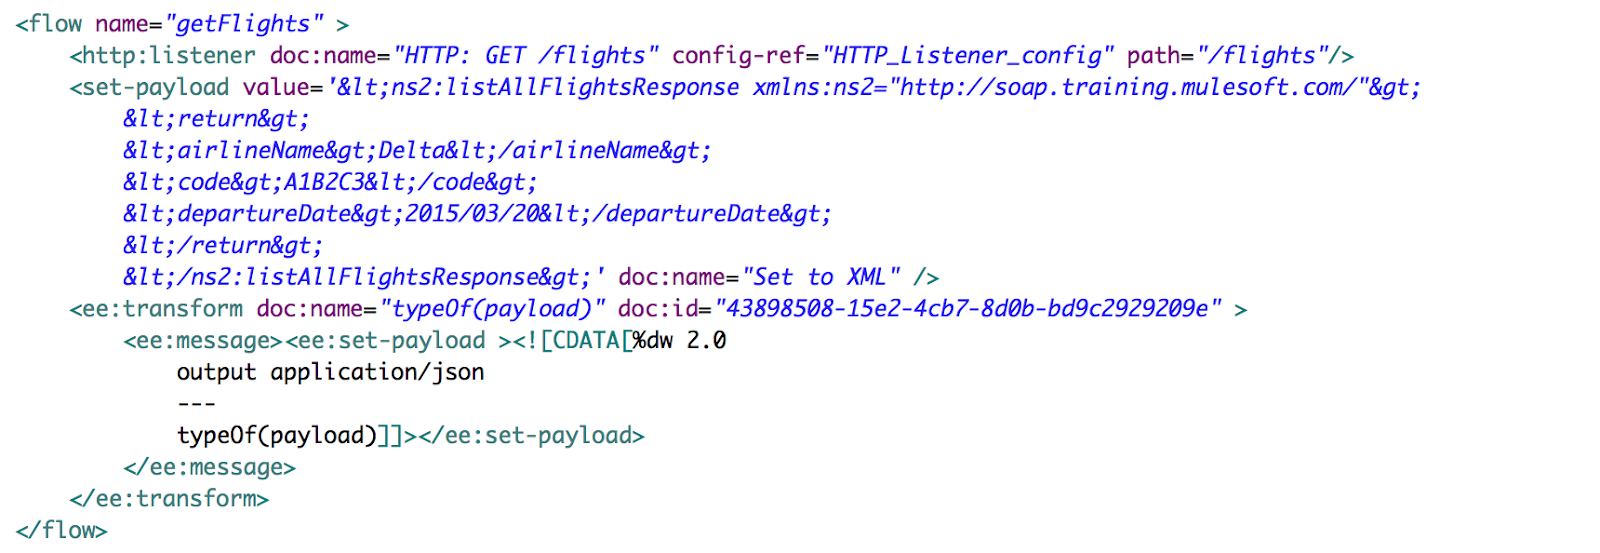 <flow name="getFlights" >
<http:listener doc:name="HTTP: GET /flights" config-ref="HTTP_Listener_config" path="/flights"/>
<set-payload value='&lt;ns2:listAllFlightsResponse xmlns:ns2="http://soap.training.mulesoft.com/"&gt;
&lt;return&gt;
&lt;airlineName&gt;Delta&lt;/airlineName&gt;
&lt;code&gt;A1B2C3&lt;/code&gt;
&lt;departureDate&gt;2015/03/20&lt;/departureDate&gt;
&lt;/return&gt;
&lt;/ns2:listAllFlightsResponse&gt;' doc:name="Set to XML" />
<ee:transform doc:name="typeOf(payload)" doc:id="43898508-15e2-4cb7-8d0b-bd9c2929209e" >
<ee:message><ee:set-payload ><![CDATA[%dw 2.0
output application/json
---
typeOf(payload)]]></ee:set-payload>
</ee:message>
</ee:transform>
</flow>